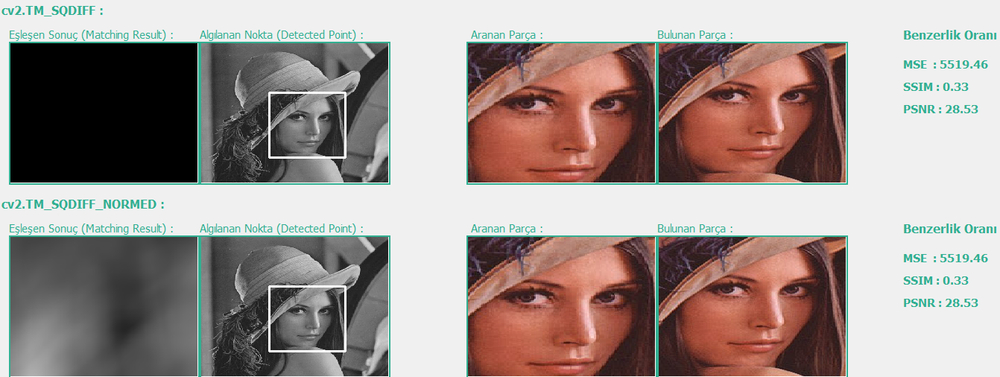 cv2.TM_SQDIFF :
Eşleşen Sonuç (Matching Result) : Algılanan Nokta (Detected Point) : Aranan Parça : Bulunan Parça : Benzerlik Oranı
MSE : 5519.46
SSIM : 0.33
PSNR : 28.53
cv2.TM_SQDIFF_NORMED :
Eşleşen Sonuç (Matching Result) : Algılanan Nokta (Detected Point) : Aranan Parça : Bulunan Parça : Benzerlik Oranı
MSE : 5519.46
SSIM : 0.33
PSNR : 28.53